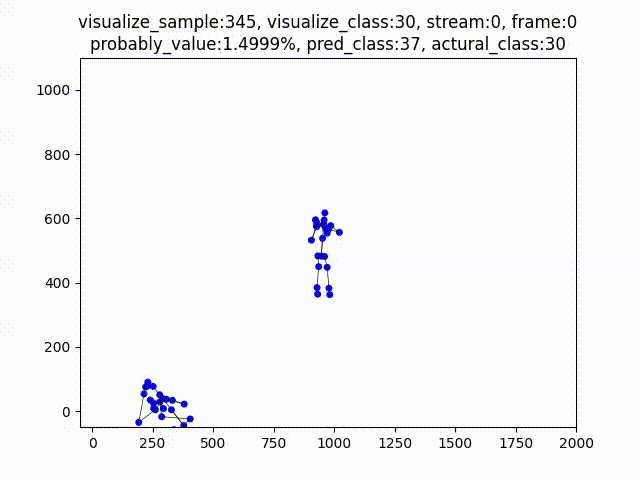 visualize_sample:345, visualize_class:30, stream:0, frame:0
probably_value:1.4999%, pred_class:37, actural_class:30
1000
800
600
400
200
0
0 250 500 750 1000 1250 1500 1750 2000